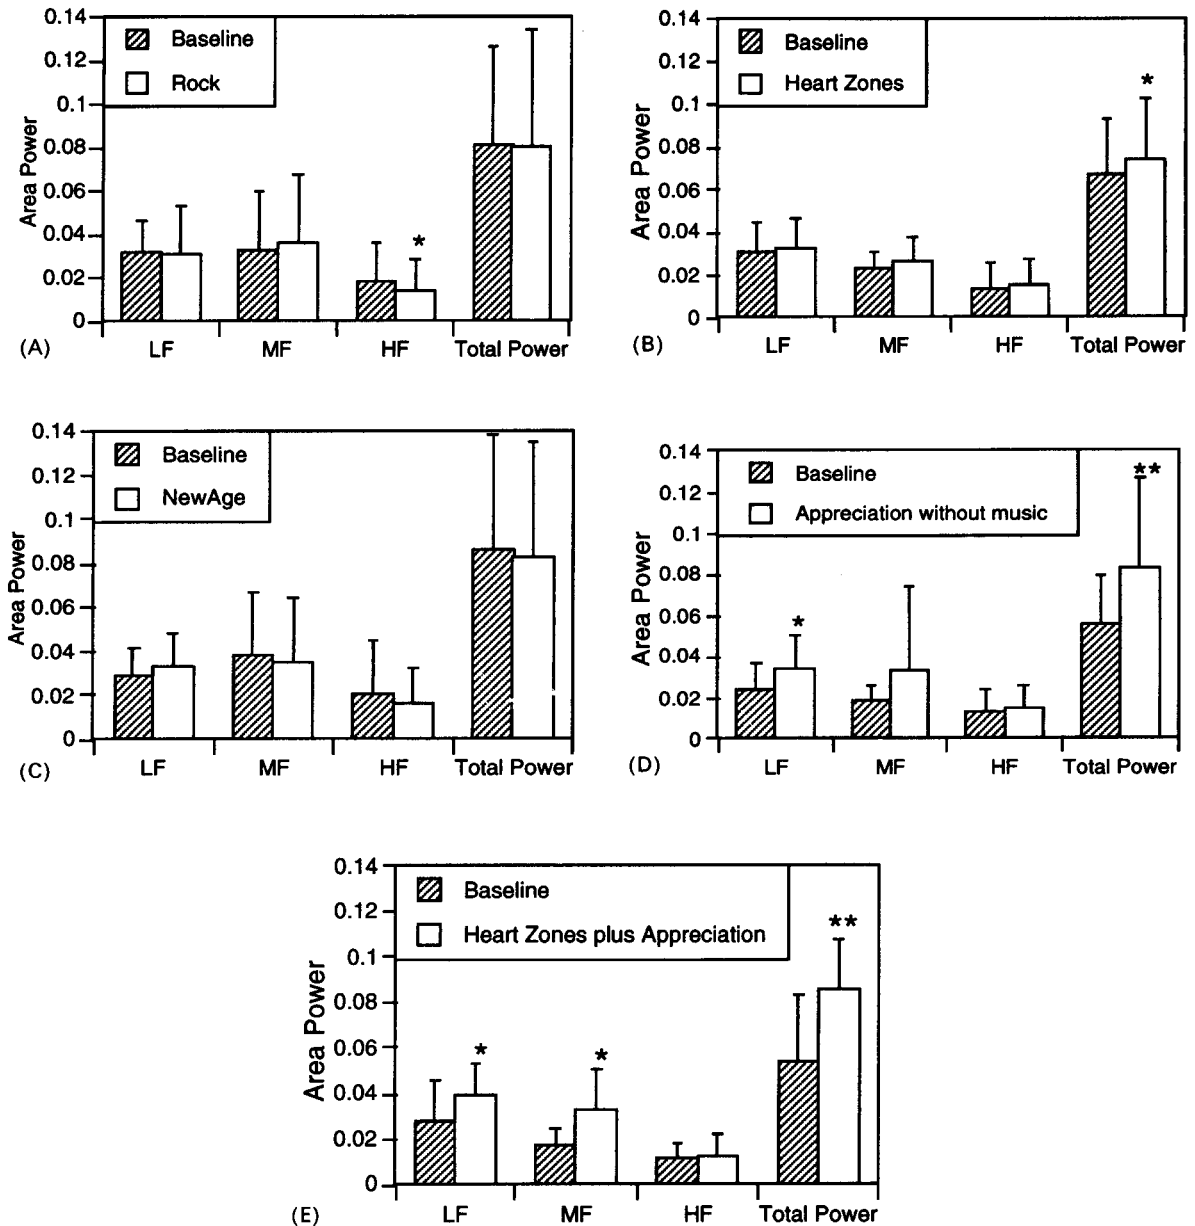 0.14
0.12
0.1
0.08
0.06
0.04
0.02
0
Area Power
Baseline
Rock
*
LF MF HF Total Power
(A)
0.14
0.12
0.1
0.08
0.06
0.04
0.02
0
Area Power
Baseline
Heart Zones
*
LF MF HF Total Power
(B)
0.14
0.12
0.1
0.08
0.06
0.04
0.02
0
Area Power
Baseline
NewAge
LF MF HF Total Power
(C)
0.14
0.12
0.1
0.08
0.06
0.04
0.02
0
Area Power
Baseline
Appreciation without music
**
*
LF MF HF Total Power
(D)
0.14
0.12
0.1
0.08
0.06
0.04
0.02
0
Area Power
Baseline
Heart Zones plus Appreciation
**
* *
LF MF HF Total Power
(E)